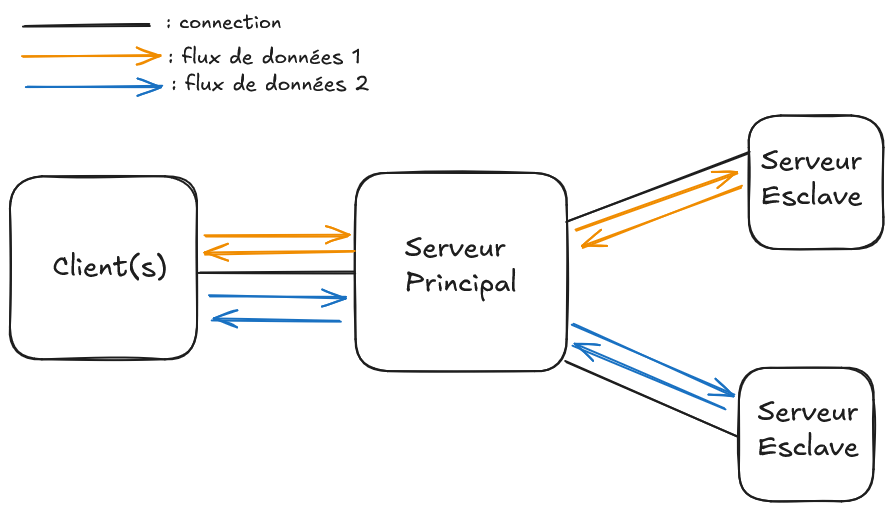 : connection
: flux de données 1
: flux de données 2
Serveur
Esclave
Client(s)
Serveur
Principal
Serveur
Esclave